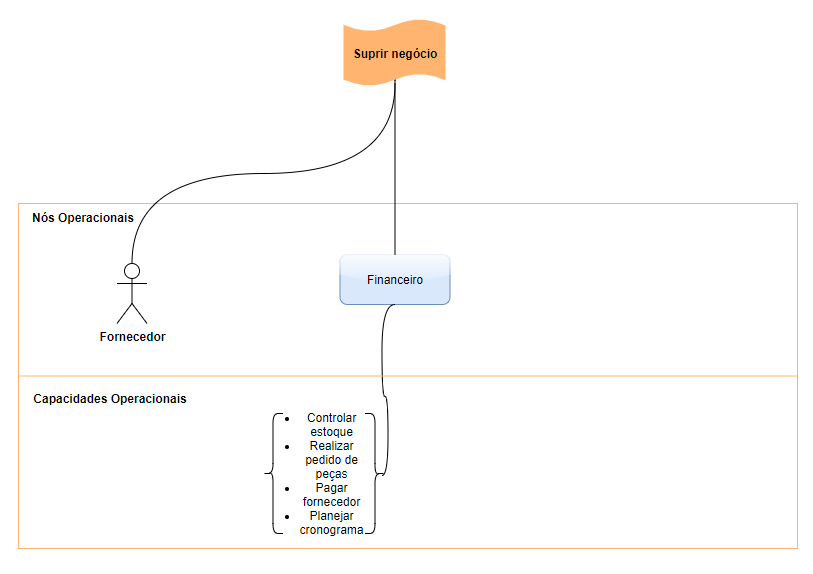 Suprir negócio
Nós Operacionais
Financeiro
Fornecedor
Capacidades Operacionais
Controlar
estoque
Realizar
pedido de
peças
Pagar
fornecedor
Planejar
cronograma